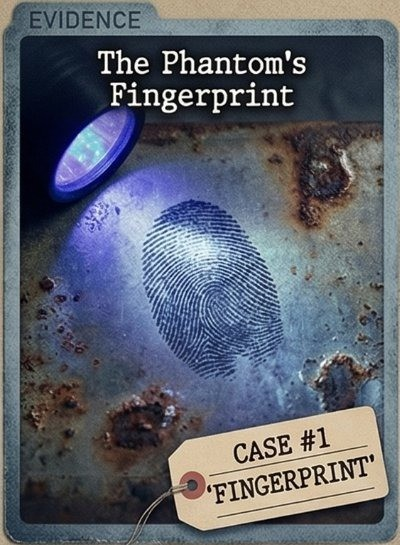 EVIDENCE
The Phantom's
Fingerprint
CASE #1
'FINGERPRINT'